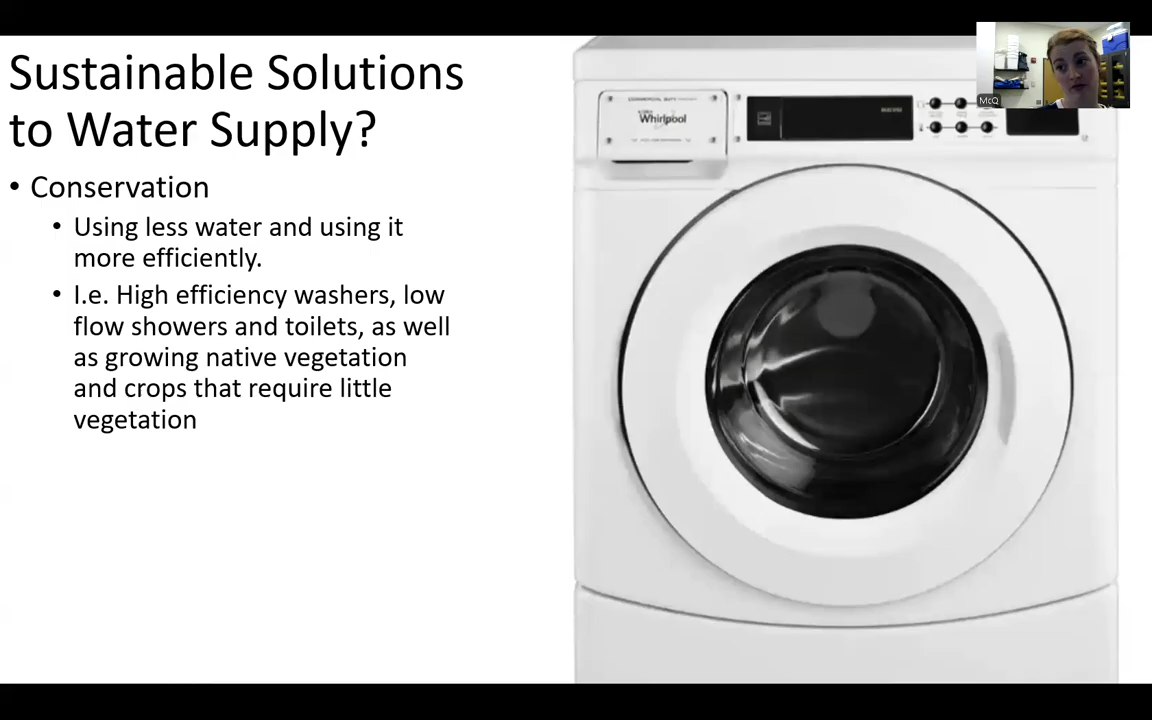 Sustainable Solutions
to Water Supply?
• Conservation
• Using less water and using it
more efficiently.
• I.e. High efficiency washers, low
flow showers and toilets, as well
as growing native vegetation
and crops that require little
vegetation
Whirlpool
McQ